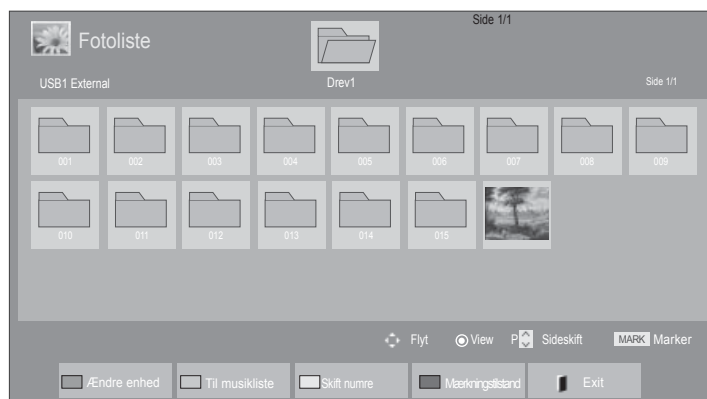 Side 1/1
Fotoliste
USB1 External
Drev1
Side 1/1
001 002 003 004 005 006 007 008 009
010 011 012 013 014 015
Flyt View P Sideskift MARK Marker
Ændre enhed Til musikliste Skift numre Mærkningstilstand Exit